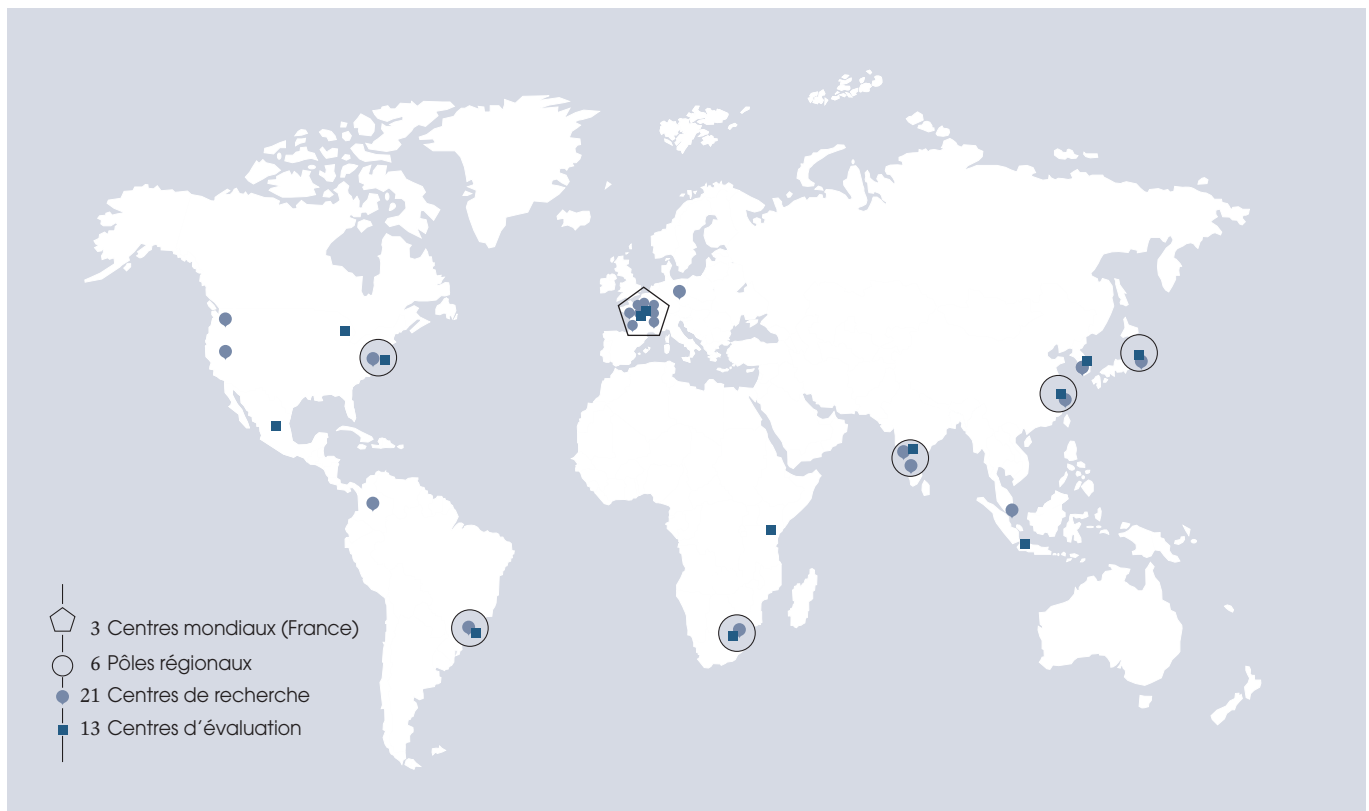 3 Centres mondiaux (France)
6 Pôles régionaux
21 Centres de recherche
13 Centres d’évaluation